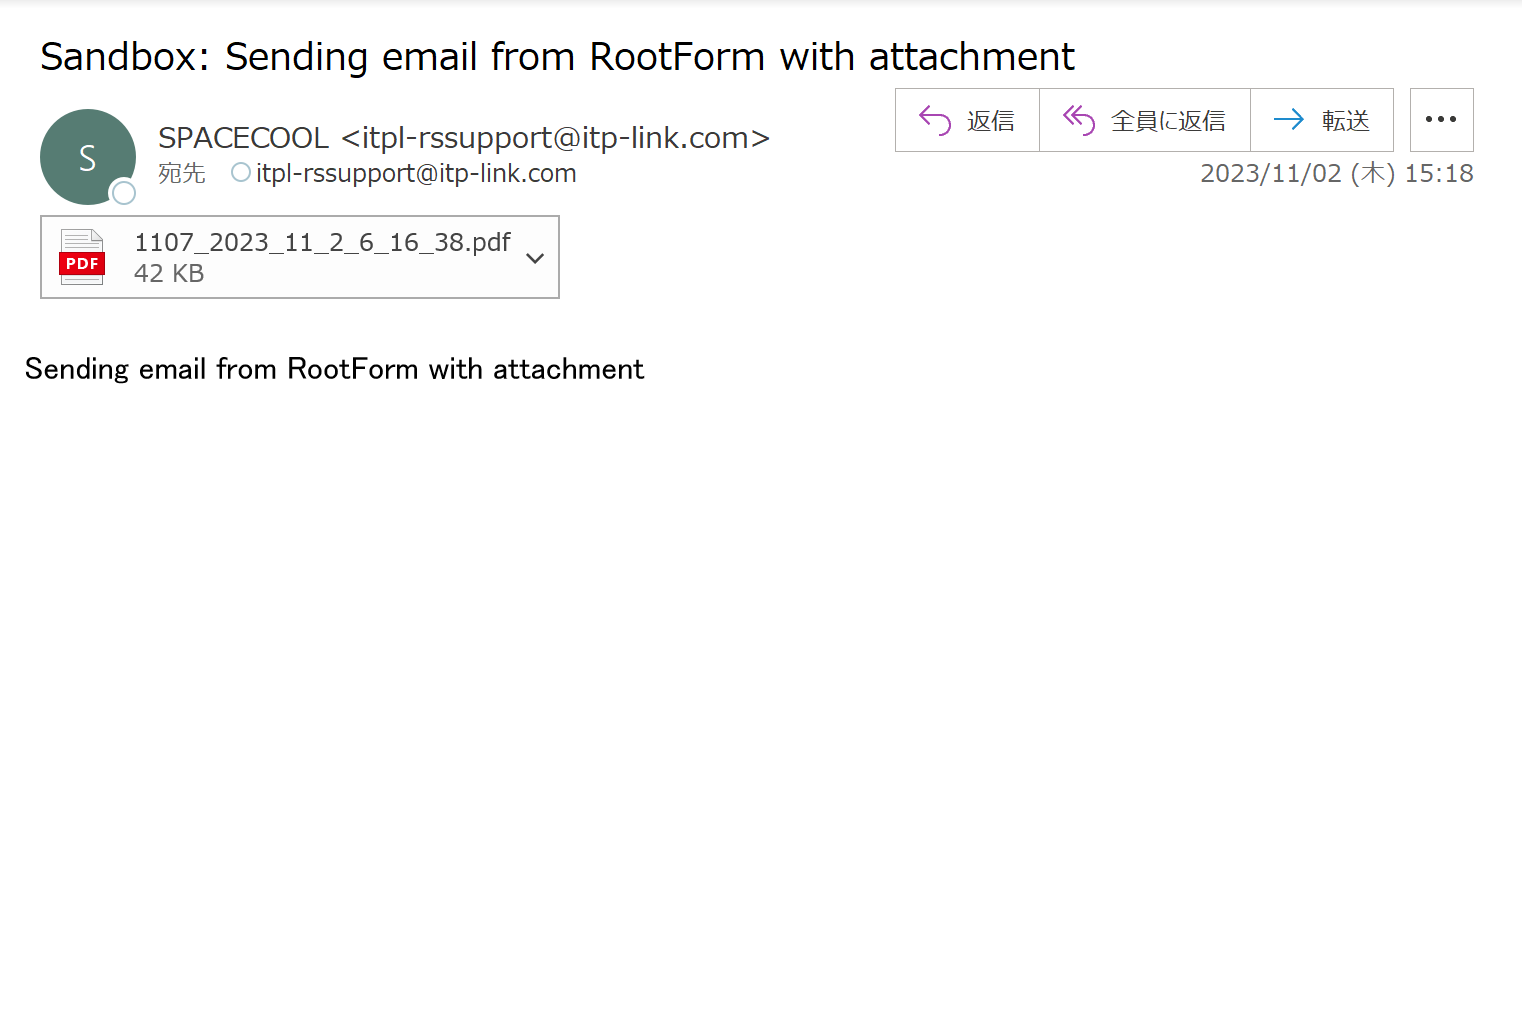 Sandbox: Sending email from RootForm with attachment
S
SPACECOOL <itpl-rssupport@itp-link.com>
宛先 itpl-rssupport@itp-link.com
返信
全員に返信
転送
2023/11/02 (木) 15:18
PDF
1107_2023_11_2_6_16_38.pdf
42 KB
Sending email from RootForm with attachment